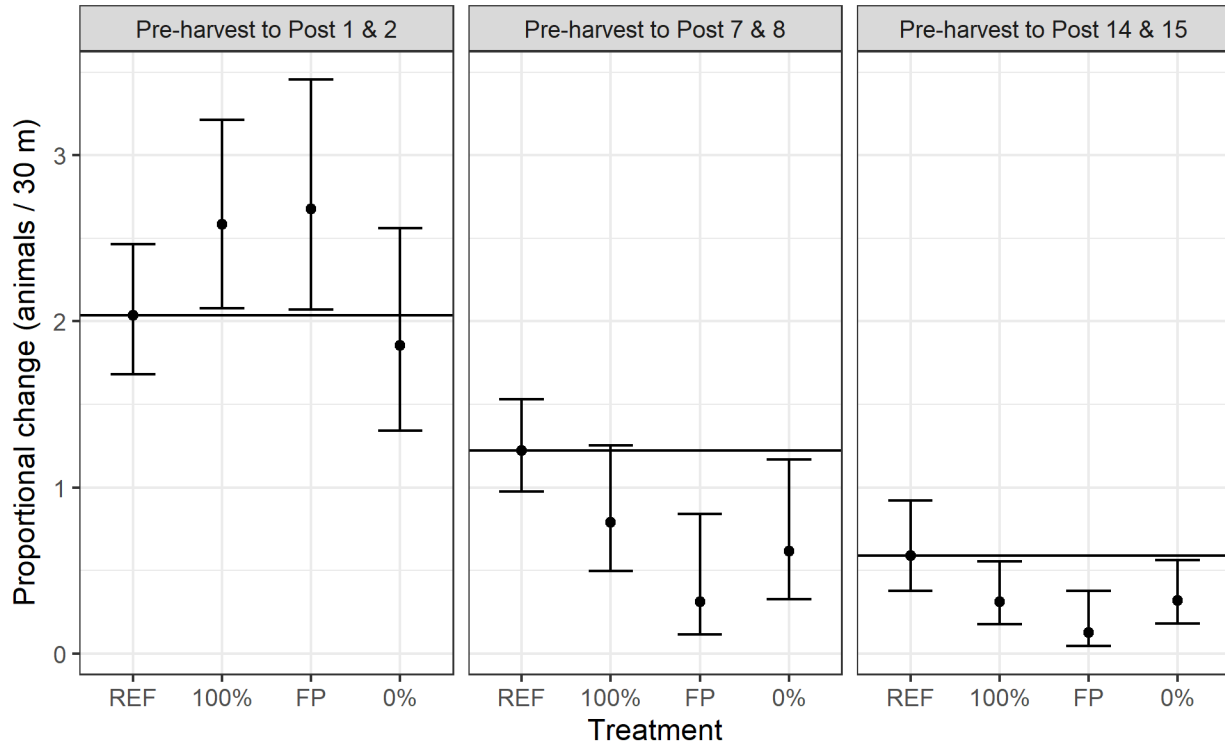 Pre-harvest to Post 1 & 2
Pre-harvest to Post 7 & 8
Pre-harvest to Post 14 & 15
Proportional change (animals / 30 m)
3
2
1
0
REF 100% FP 0%
REF 100% FP 0%
REF 100% FP 0%
Treatment